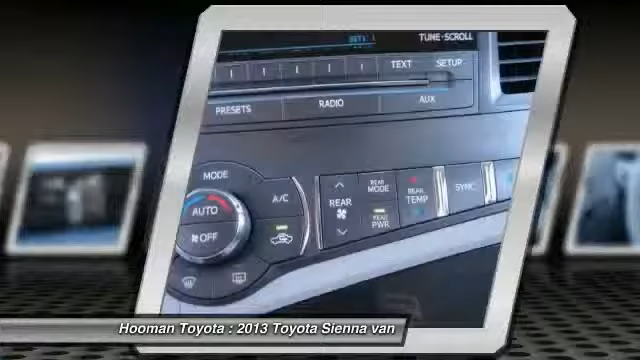 TUNE·SCROLL
TEXT
SETUP
PRESETS
RADIO
AUX
MODE
A/C
AUTO
OFF
REAR
REAR
MODE
REAR
PWR
REAR
TEMP
SYNC
Hooman Toyota : 2013 Toyota Sienna van